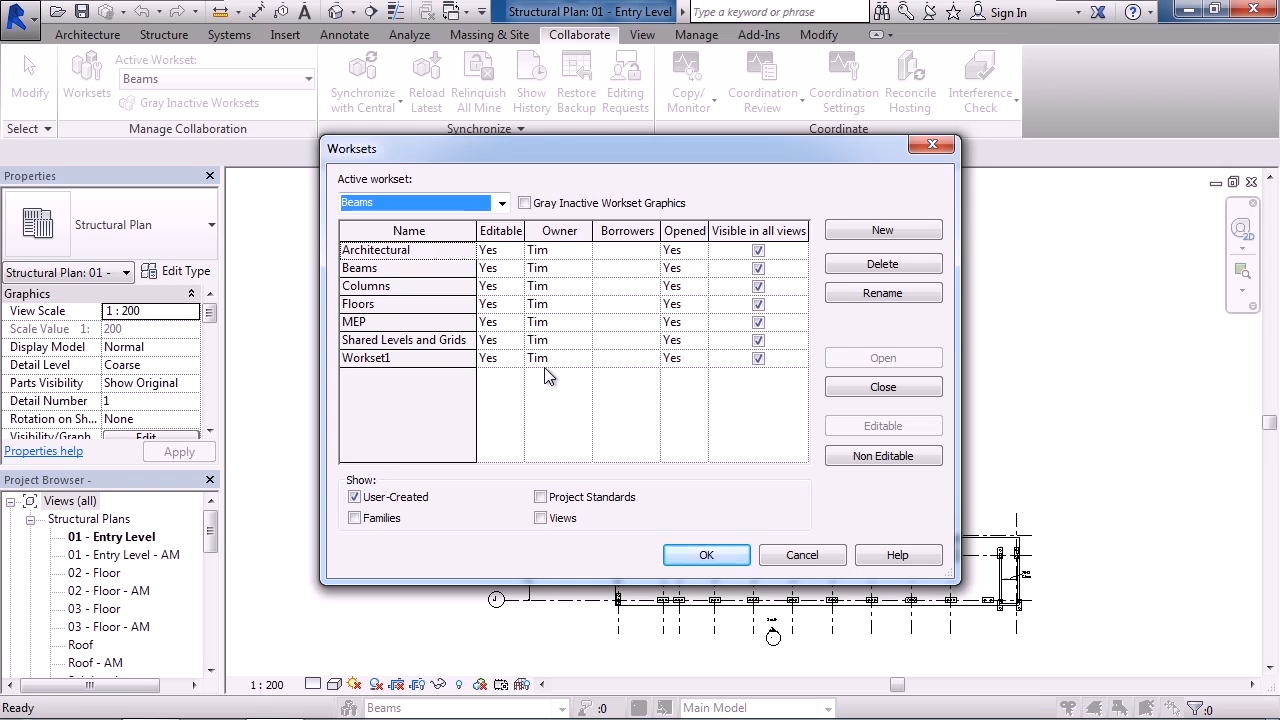 Structural Plan: 01 - Entry Level
Type a keyword or phrase
Sign In
Architecture Structure Systems Insert Annotate Analyze Massing & Site Collaborate View Manage Add-Ins Modify
Modify
Worksets
Active Workset:
Beams
Gray Inactive Worksets
Synchronize with Central
Reload Latest
Relinquish All Mine
Show History
Restore Backup
Editing Requests
Copy/ Monitor
Coordination Review
Coordination Settings
Reconcile Hosting
Interference Check
Select
Manage Collaboration
Synchronize
Coordinate
Properties
Structural Plan
Structural Plan: 01 -
Edit Type
Graphics
View Scale 1 : 200
Scale Value 1: 200
Display Model Normal
Detail Level Coarse
Parts Visibility Show Original
Detail Number 1
Rotation on Sh... None
Visibility/Graph... Edit...
Properties help
Apply
Project Browser -
Views (all)
Structural Plans
01 - Entry Level
01 - Entry Level - AM
02 - Floor
02 - Floor - AM
03 - Floor
03 - Floor - AM
Roof
Roof - AM
Worksets
Active workset:
Beams
Gray Inactive Workset Graphics
Name Editable Owner Borrowers Opened Visible in all views
Architectural Yes Tim Yes
Beams Yes Tim Yes
Columns Yes Tim Yes
Floors Yes Tim Yes
MEP Yes Tim Yes
Shared Levels and Grids Yes Tim Yes
Workset1 Yes Tim Yes
New
Delete
Rename
Open
Close
Editable
Non Editable
Show:
User-Created
Project Standards
Families
Views
OK
Cancel
Help
2D
1 : 200
Ready
Beams
:0
Main Model
:0